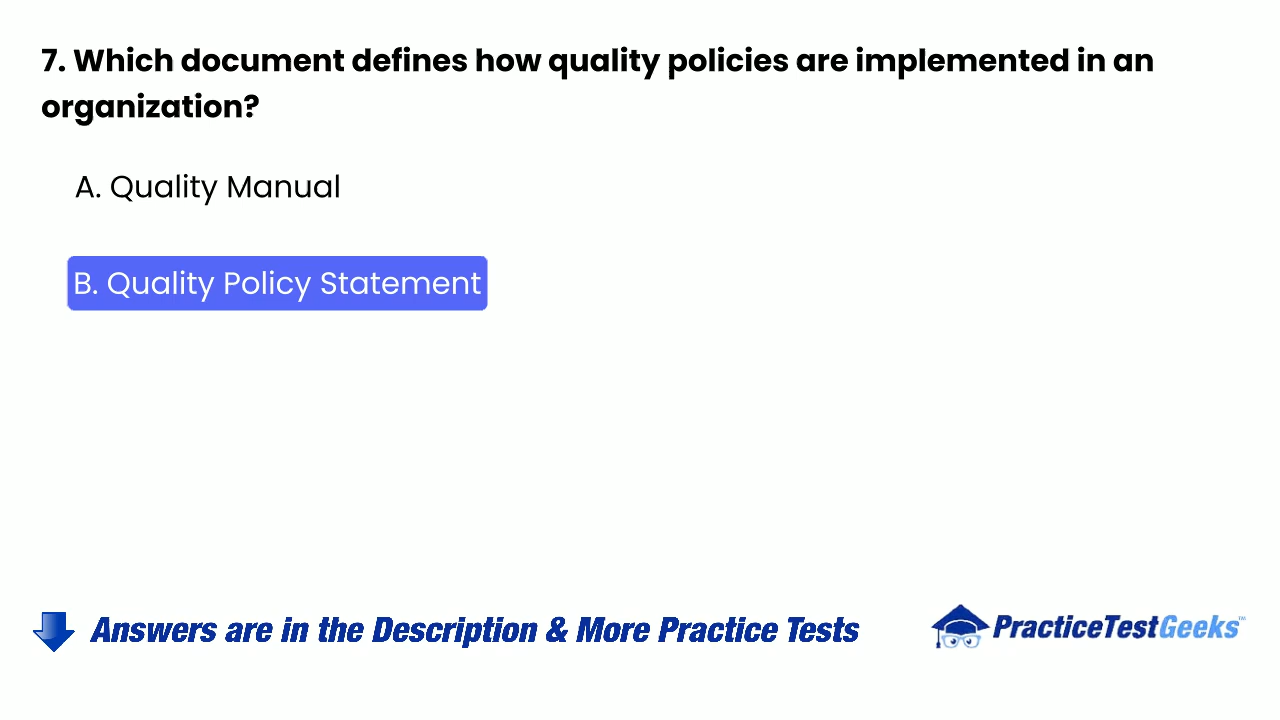 7. Which document defines how quality policies are implemented in an
organization?
A. Quality Manual
B. Quality Policy Statement
Answers are in the Description & More Practice Tests
PracticeTestGeeks™